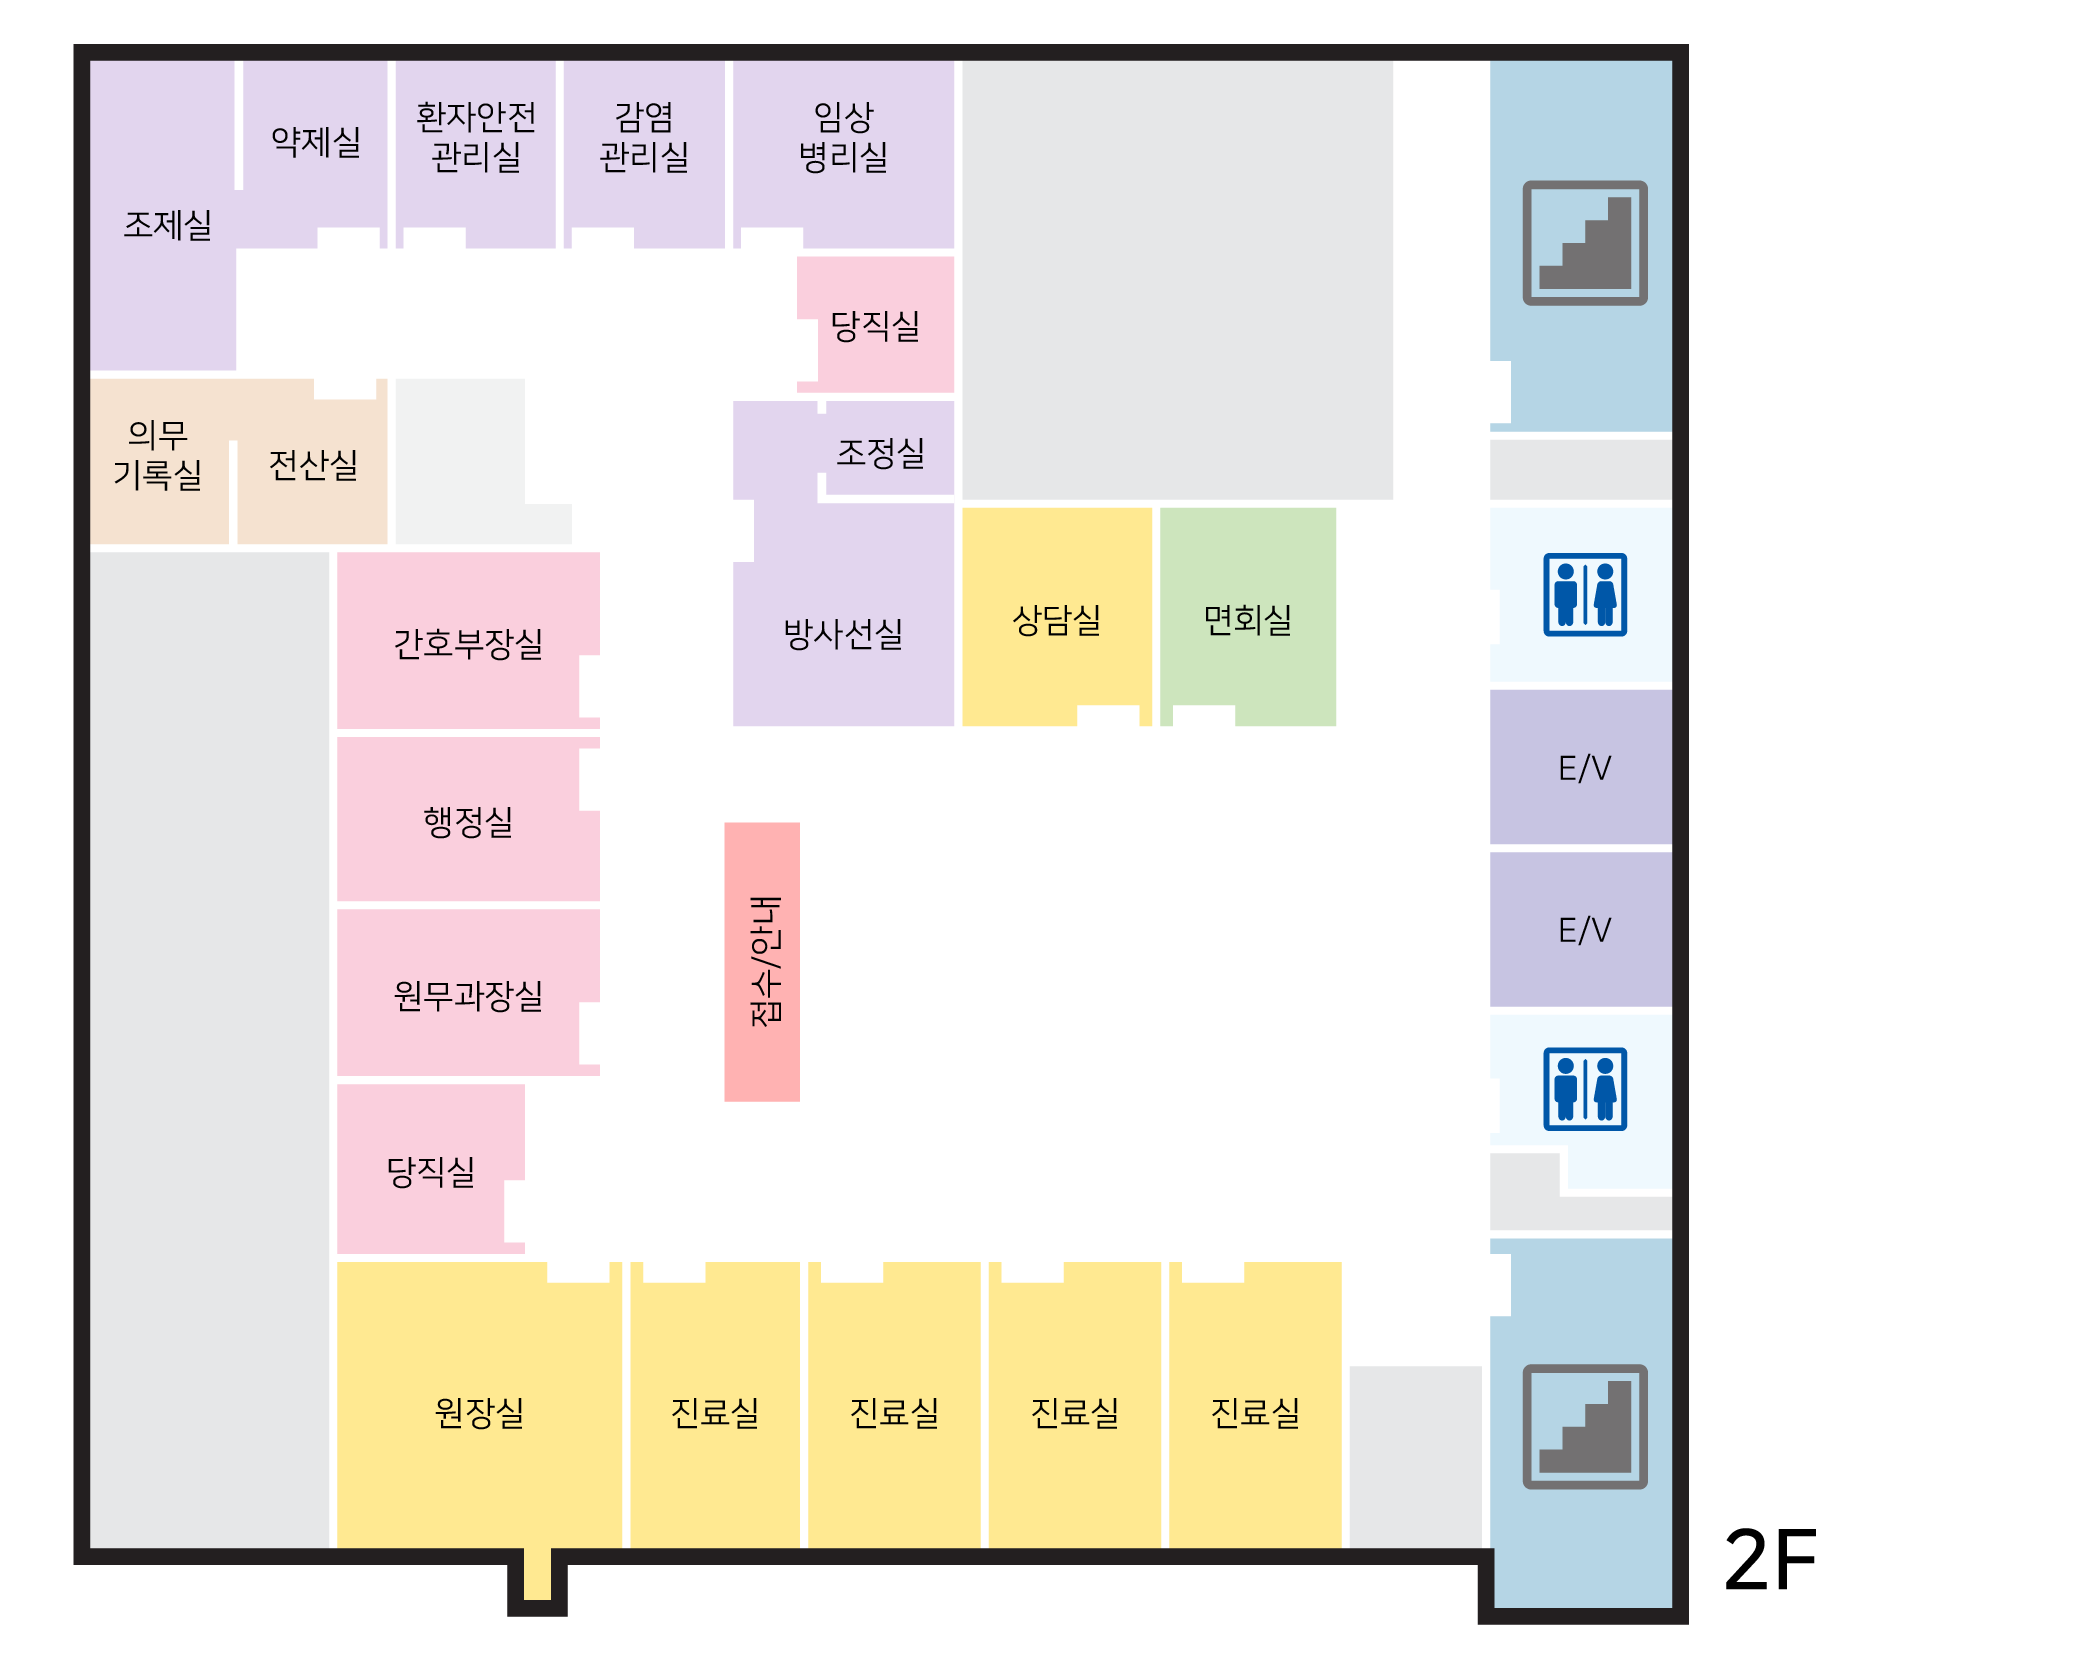 약제실
환자안전
관리실
감염
관리실
임상
병리실
조제실
당직실
의무
기록실
전산실
조정실
간호부장실
방사선실
상담실
면회실
E/V
행정실
접수/안내
E/V
원무과장실
당직실
원장실
진료실
진료실
진료실
진료실
2F